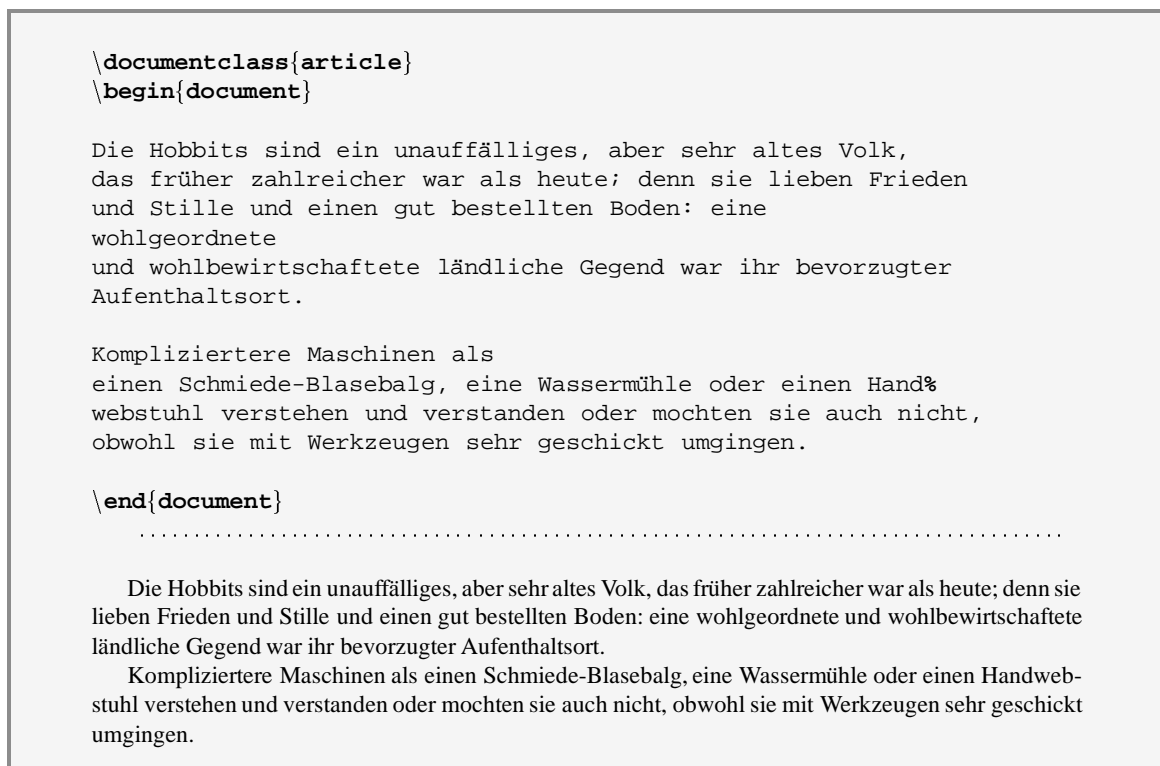 \documentclass{article}
\begin{document}
Die Hobbits sind ein unauffälliges, aber sehr altes Volk,
das früher zahlreicher war als heute; denn sie lieben Frieden
und Stille und einen gut bestellten Boden: eine
wohlgeordnete
und wohlbewirtschaftete ländliche Gegend war ihr bevorzugter
Aufenthaltsort.
Kompliziertere Maschinen als
einen Schmiede-Blasebalg, eine Wassermühle oder einen Hand%
webstuhl verstehen und verstanden oder mochten sie auch nicht,
obwohl sie mit Werkzeugen sehr geschickt umgingen.
\end{document}
Die Hobbits sind ein unauffälliges, aber sehr altes Volk, das früher zahlreicher war als heute; denn sie
lieben Frieden und Stille und einen gut bestellten Boden: eine wohlgeordnete und wohlbewirtschaftete
ländliche Gegend war ihr bevorzugter Aufenthaltsort.
Kompliziertere Maschinen als einen Schmiede-Blasebalg, eine Wassermühle oder einen Handweb-
stuhl verstehen und verstanden oder mochten sie auch nicht, obwohl sie mit Werkzeugen sehr geschickt
umgingen.